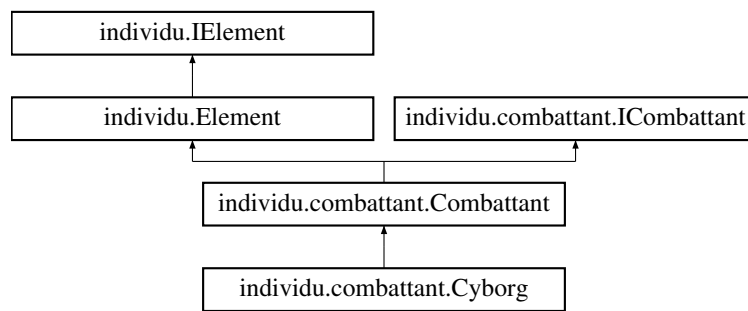 individu.IElement
individu.Element
individu.combattant.ICombattant
individu.combattant.Combattant
individu.combattant.Cyborg